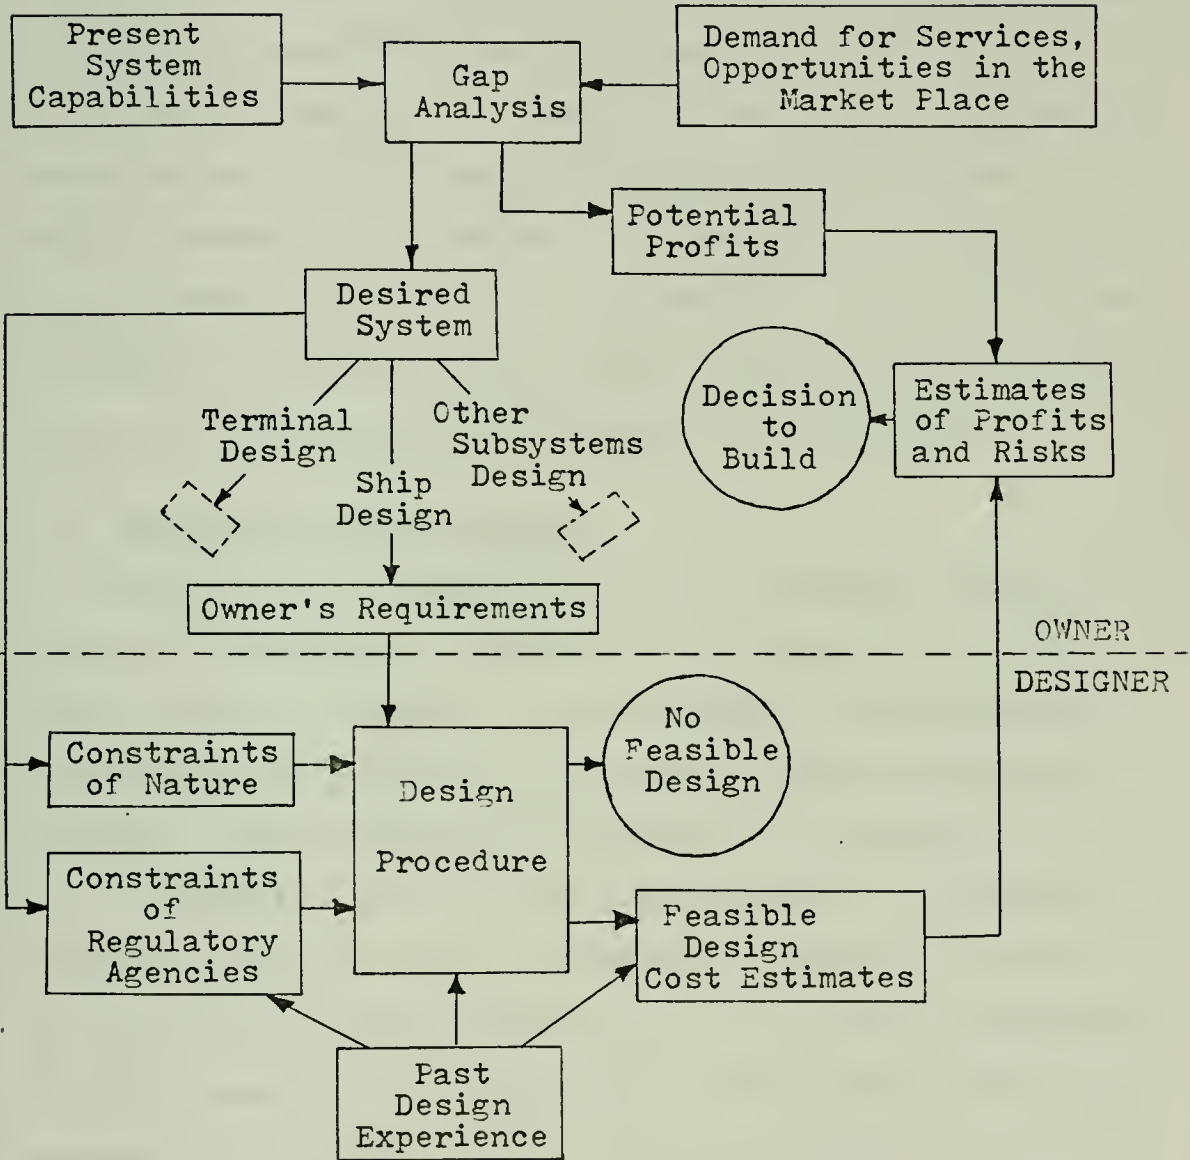 Present
System
Capabilities
Gap
Analysis
Demand for Services,
Opportunities in the
Market Place
Potential
Profits
Desired
System
Terminal
Design
Ship
Design
Other
Subsystems
Design
Decision
to
Build
Estimates
of Profits
and Risks
Owner's Requirements
OWNER
DESIGNER
Constraints
of Nature
Design
Procedure
No
Feasible
Design
Constraints
of
Regulatory
Agencies
Feasible
Design
Cost Estimates
Past
Design
Experience